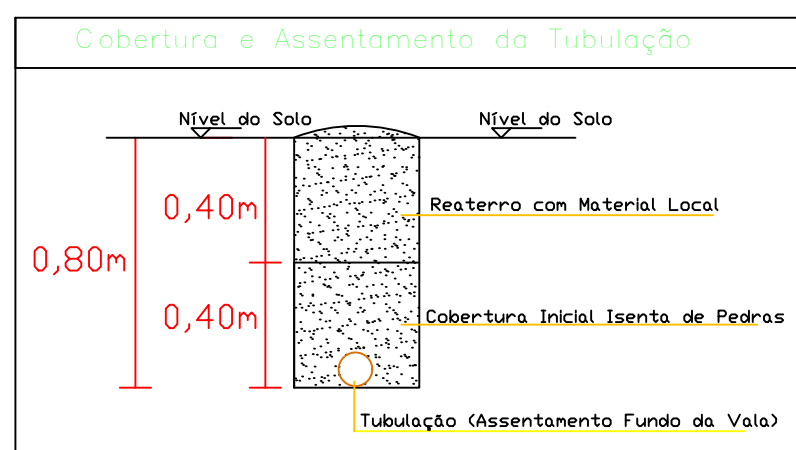 Cobertura e Assentamento da Tubulação
Nível do Solo
Nível do Solo
0,40m
Reaterro com Material Local
0,80m
0,40m
Cobertura Inicial Isenta de Pedras
Tubulação (Assentamento Fundo da Vala)